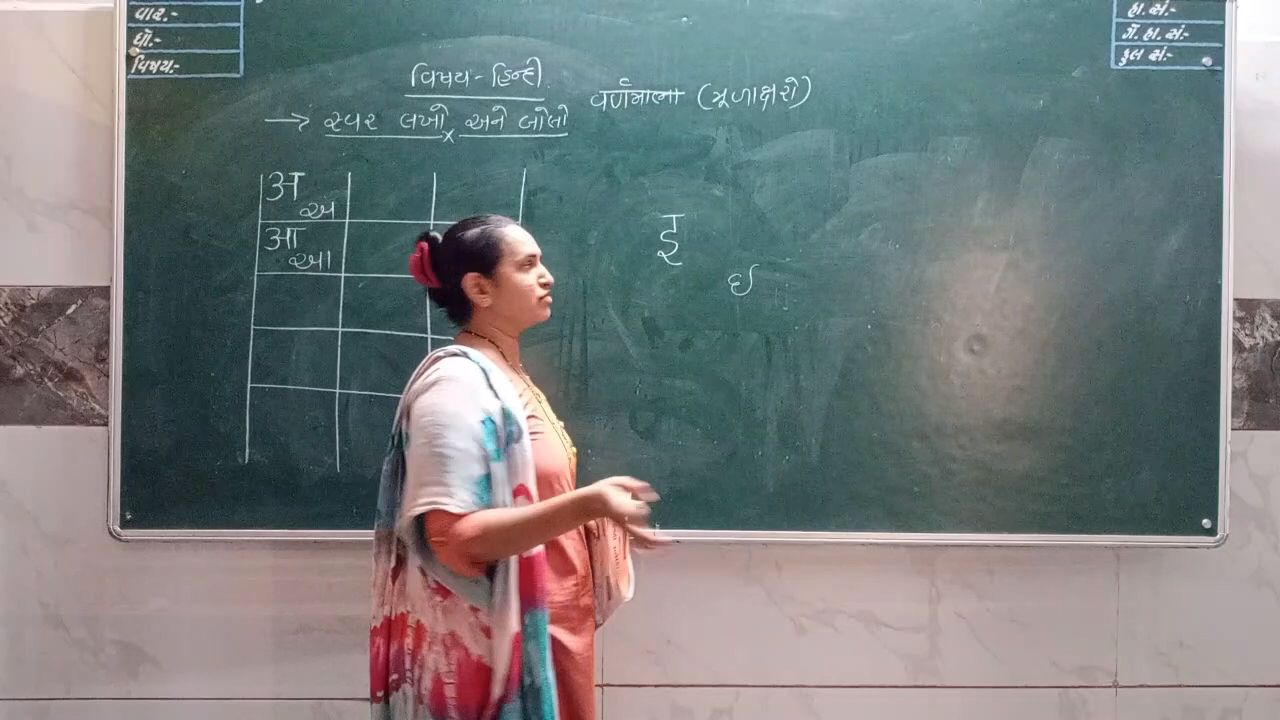 વાર.-
ધો.-
વિષય.-
હા. સં.-
ગે. હા. સં.-
કુલ સં.-
વિષય - હિન્દી.
વર્ણમાલા (મૂળાક્ષરો)
→ સ્વર લખો અને બોલો
अ
અ
आ
આ
इ
ઈ